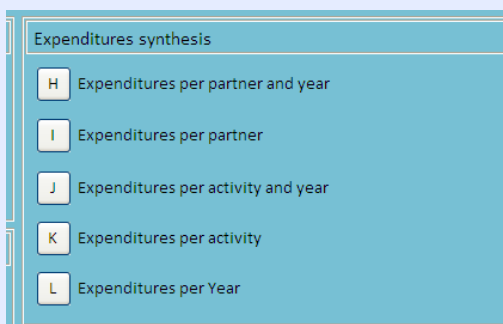 Expenditures synthesis
H Expenditures per partner and year
I Expenditures per partner
J Expenditures per activity and year
K Expenditures per activity
L Expenditures per Year